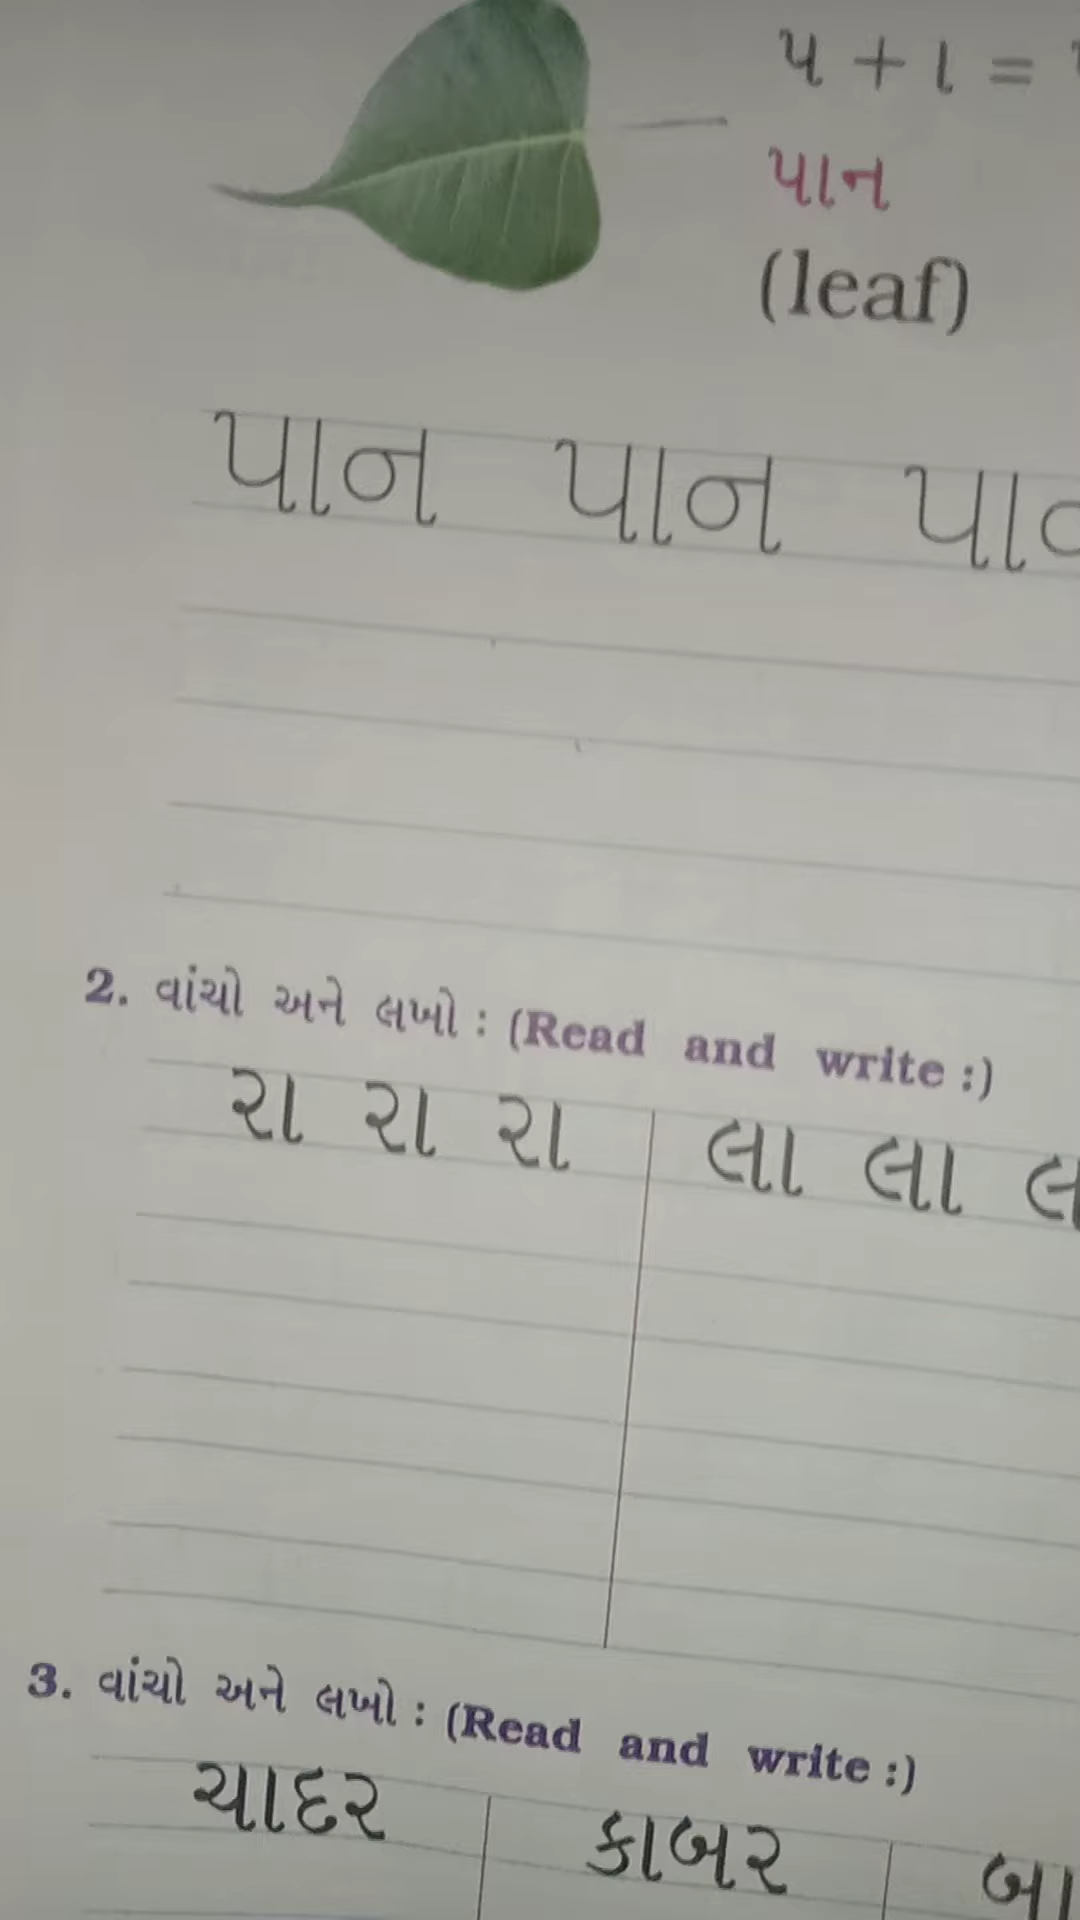 પ + ા =
પાન
(leaf)
પાન પાન
2. વાંચો અને લખો : (Read and write :)
રા રા રા લા લા
3. વાંચો અને લખો : (Read and write :)
ચાદર કાબર